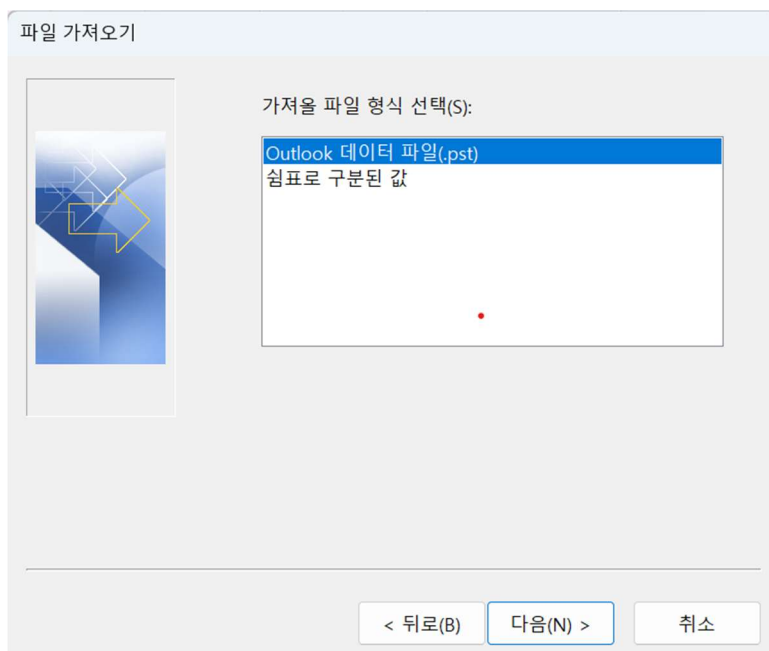 파일 가져오기
가져올 파일 형식 선택(S):
Outlook 데이터 파일(.pst)
쉼표로 구분된 값
< 뒤로(B) 다음(N) > 취소